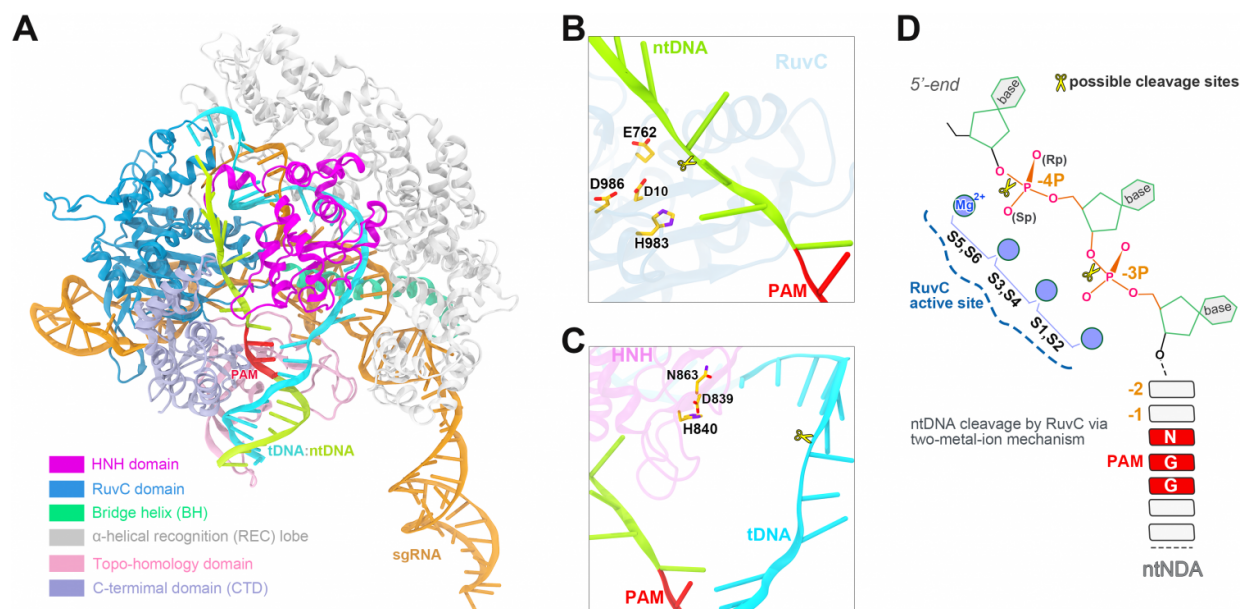 A
PAM
tDNA:ntDNA
sgRNA
HNH domain
RuvC domain
Bridge helix (BH)
α-helical recognition (REC) lobe
Topo-homology domain
C-termimal domain (CTD)
B
ntDNA
RuvC
E762
D986
D10
H983
PAM
C
HNH
N863
D839
H840
tDNA
PAM
D
5'-end
possible cleavage sites
base
O
(Rp)
O
P
-4P
O
O
(Sp)
base
Mg2+
S5,S6
O
O
P
-3P
O
O
S3,S4
RuvC
active site
S1,S2
base
O
-2
-1
ntDNA cleavage by RuvC via
two-metal-ion mechanism
N
PAM
G
G
ntNDA